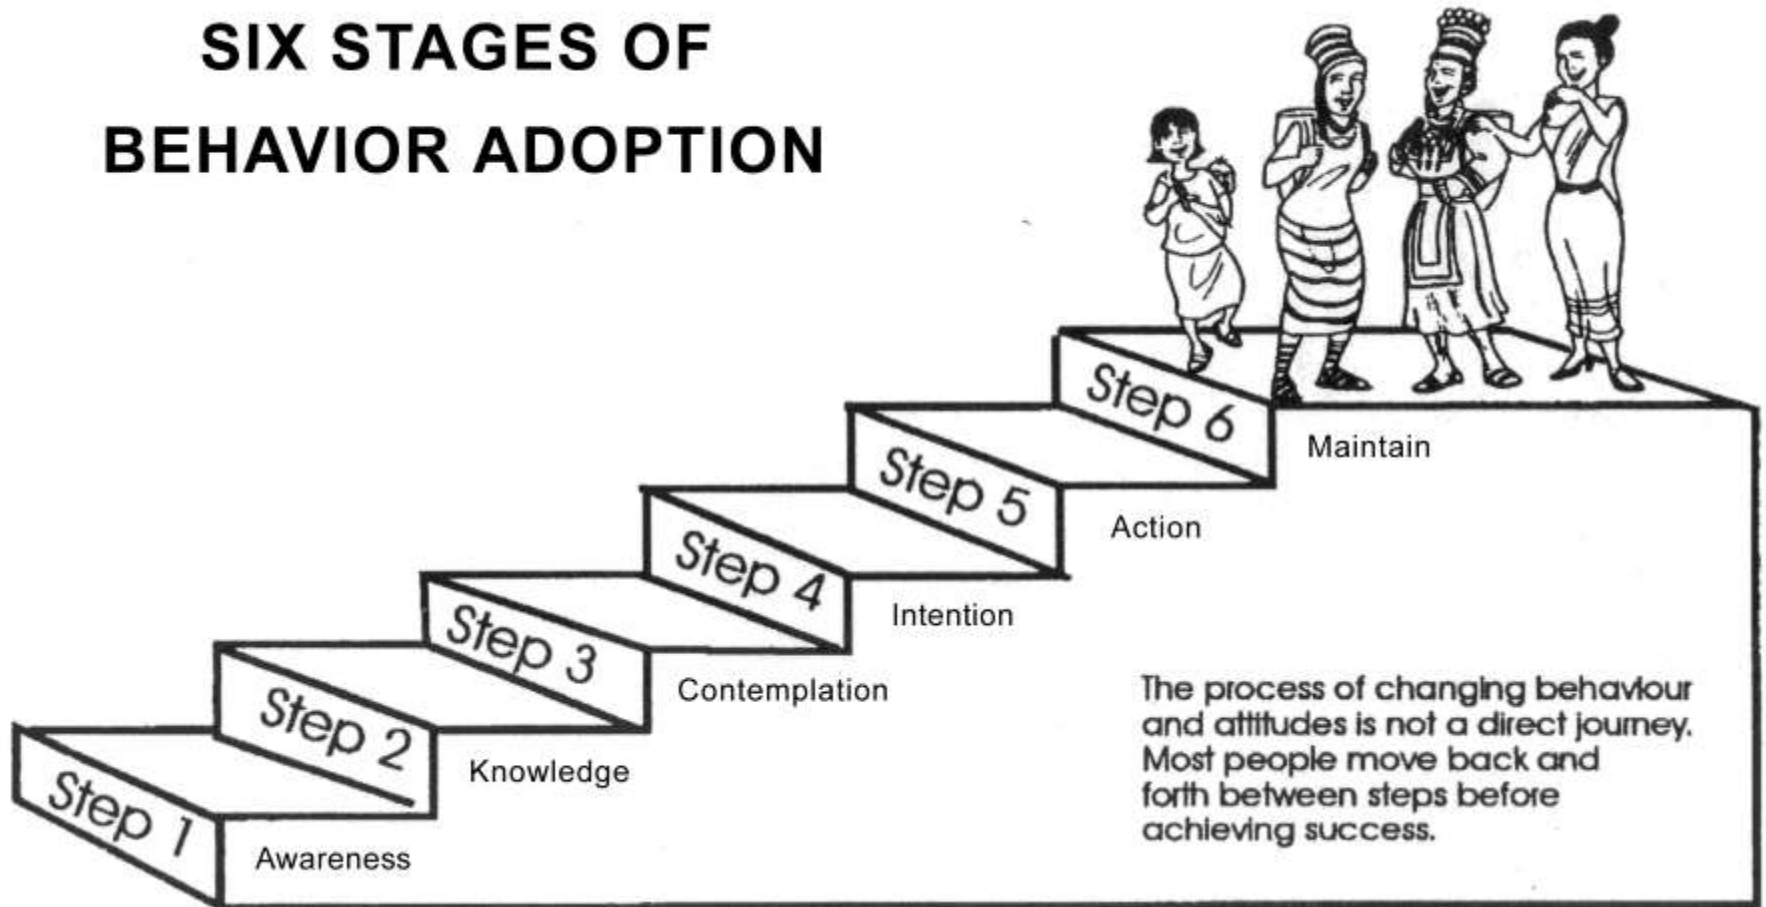 SIX STAGES OF
BEHAVIOR ADOPTION
Step 1
Awareness
Step 2
Knowledge
Step 3
Contemplation
Step 4
Intention
Step 5
Action
Step 6
Maintain
The process of changing behaviour
and attitudes is not a direct journey.
Most people move back and
forth between steps before
achieving success.